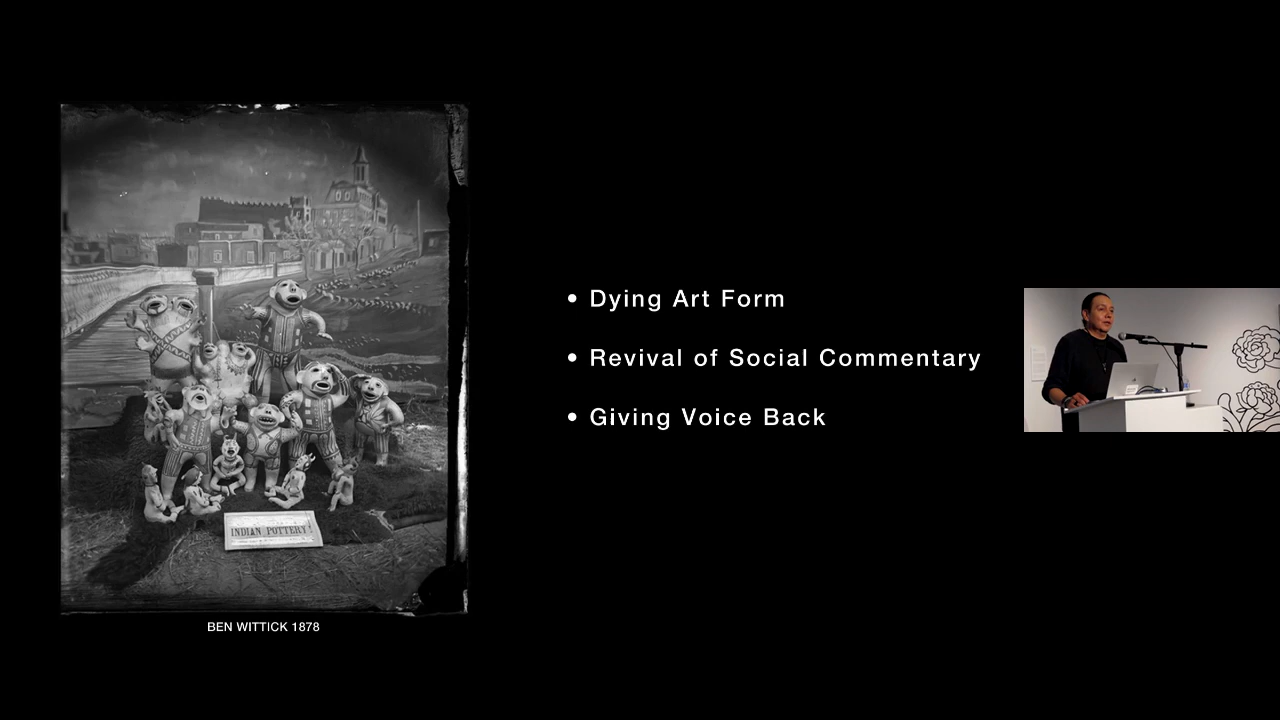 • Dying Art Form
• Revival of Social Commentary
• Giving Voice Back
INDIAN POTTERY!
BEN WITTICK 1878